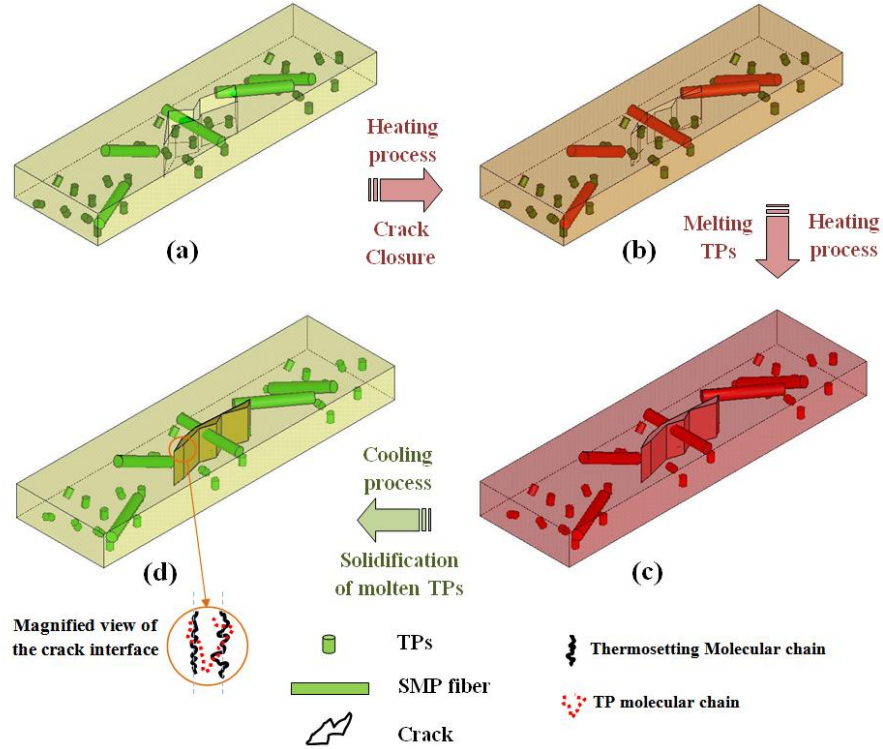 Heating
process
Crack
Closure
(a)
(b)
Melting
TPs
Heating
process
Cooling
process
Solidification
of molten TPs
(d)
(c)
Magnified view of
the crack interface
TPs
SMP fiber
Crack
Thermosetting Molecular chain
TP molecular chain